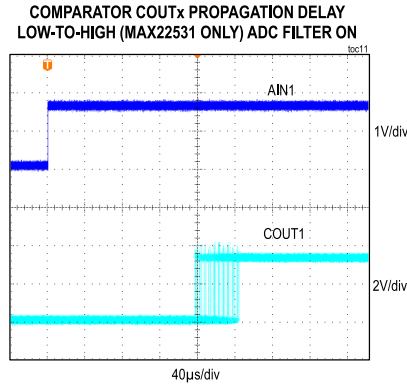 COMPARATOR COUTx PROPAGATION DELAY
LOW-TO-HIGH (MAX22531 ONLY) ADC FILTER ON
toc11
T
AIN1
1V/div
COUT1
2V/div
40µs/div